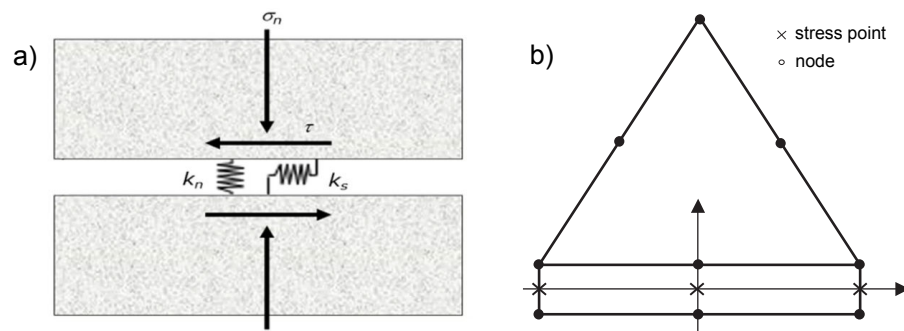 a)
σn
τ
kn
ks
b)
× stress point
○ node